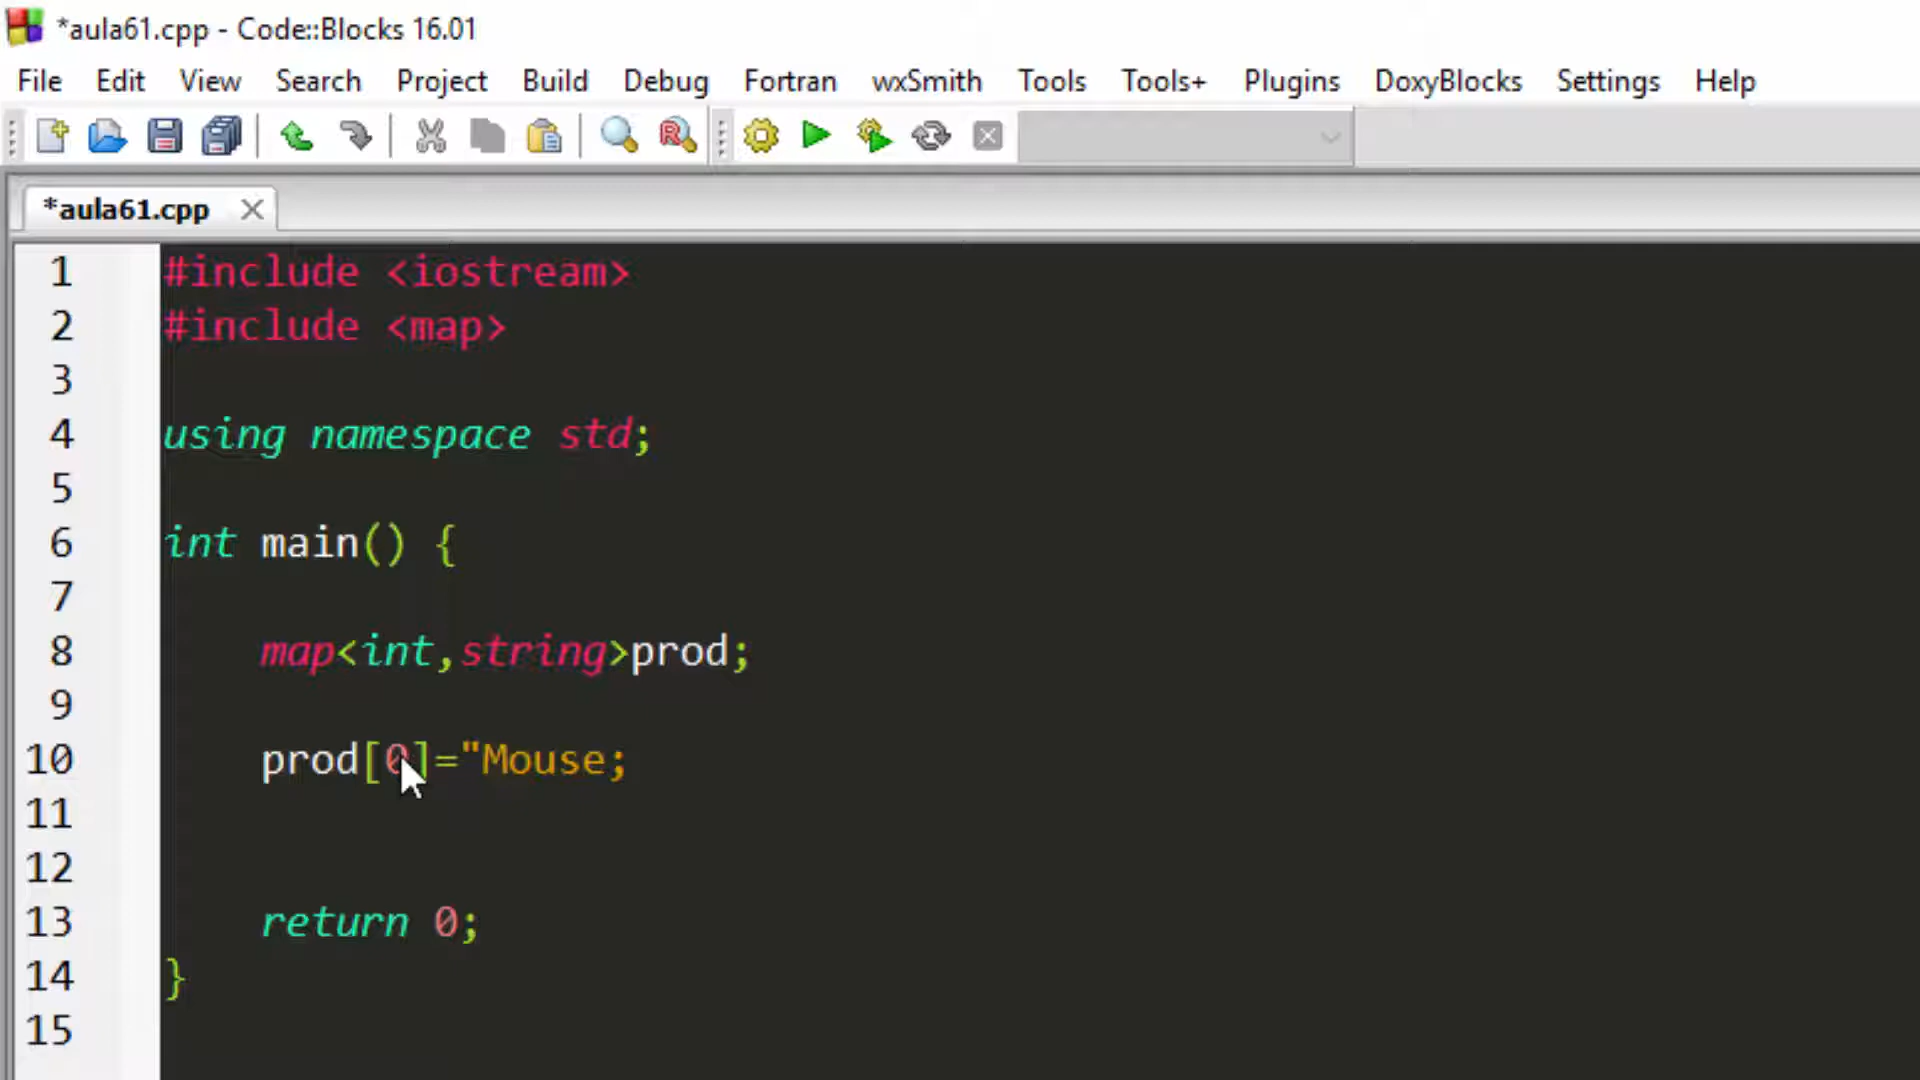 *aula61.cpp - Code::Blocks 16.01
File Edit View Search Project Build Debug Fortran wxSmith Tools Tools+ Plugins DoxyBlocks Settings Help
*aula61.cpp
1 #include <iostream>
2 #include <map>
3
4 using namespace std;
5
6 int main() {
7
8 map<int,string>prod;
9
10 prod[0]="Mouse;
11
12
13 return 0;
14 }
15